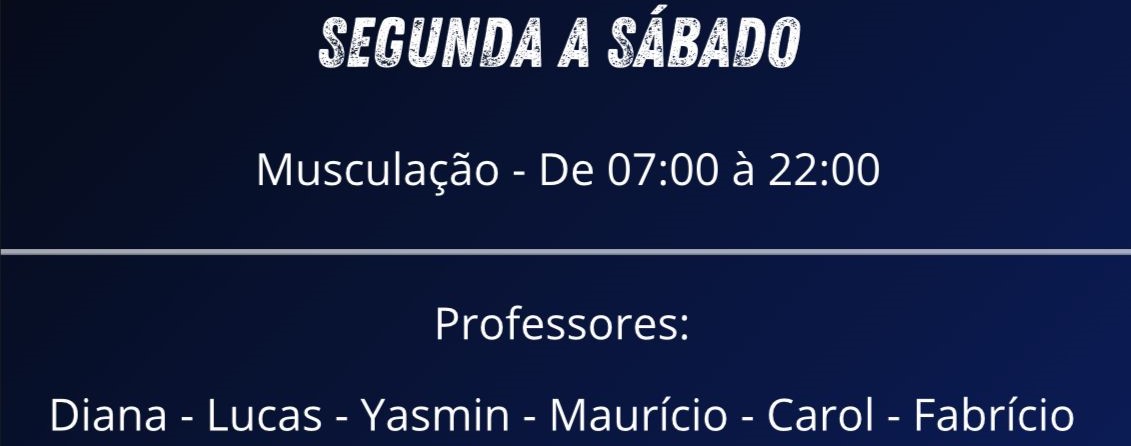 SEGUNDA A SÁBADO
Musculação - De 07:00 à 22:00
Professores:
Diana - Lucas - Yasmin - Maurício - Carol - Fabrício